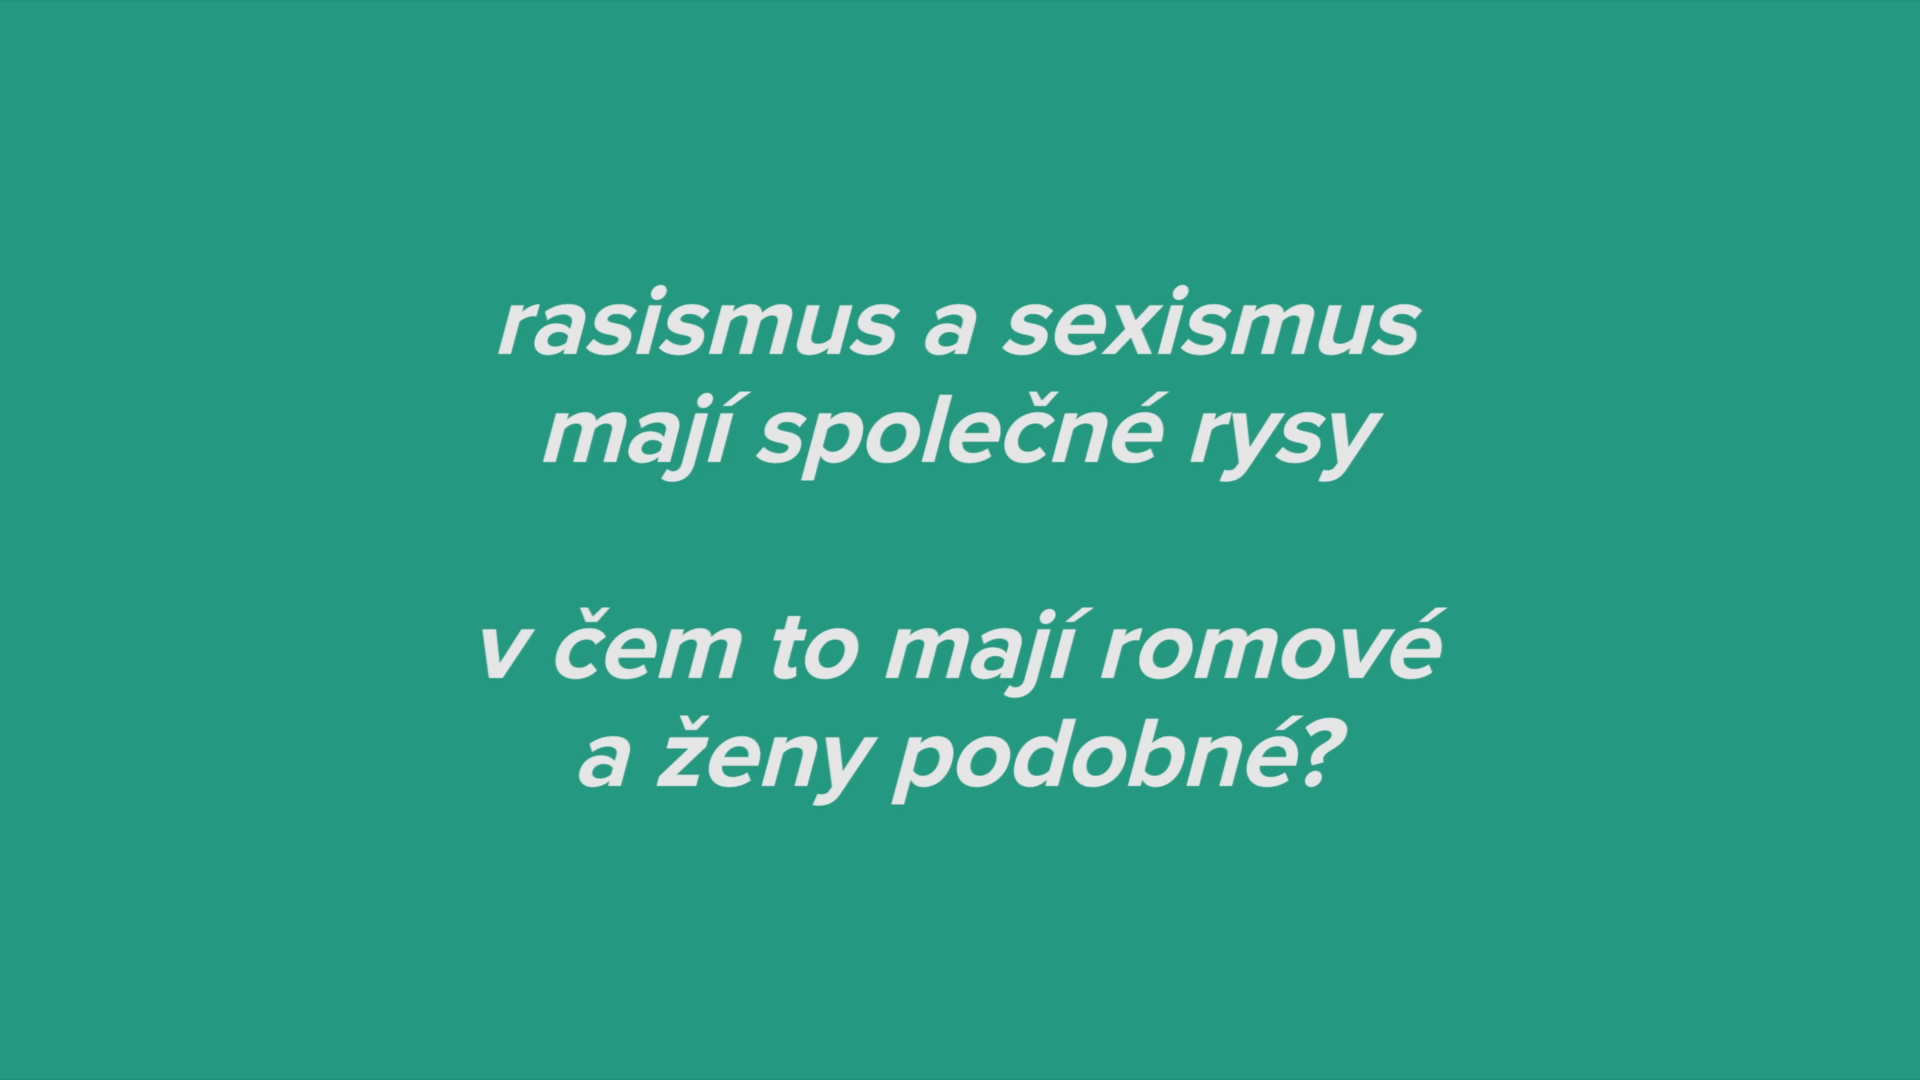 rasismus a sexismus
mají společné rysy
v čem to mají romové
a ženy podobné?